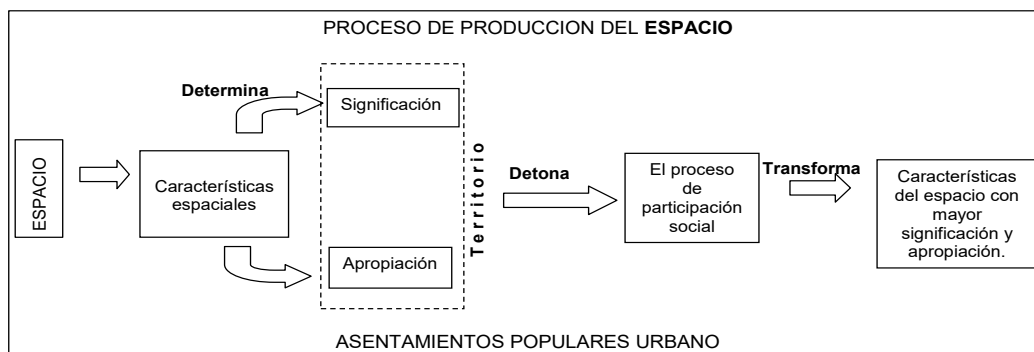 PROCESO DE PRODUCCION DEL ESPACIO
ESPACIO
Características
espaciales
Determina
Significación
Apropiación
Territorio
Detona
El proceso
de
participación
social
Transforma
Características
del espacio con
mayor
significación y
apropiación.
ASENTAMIENTOS POPULARES URBANO